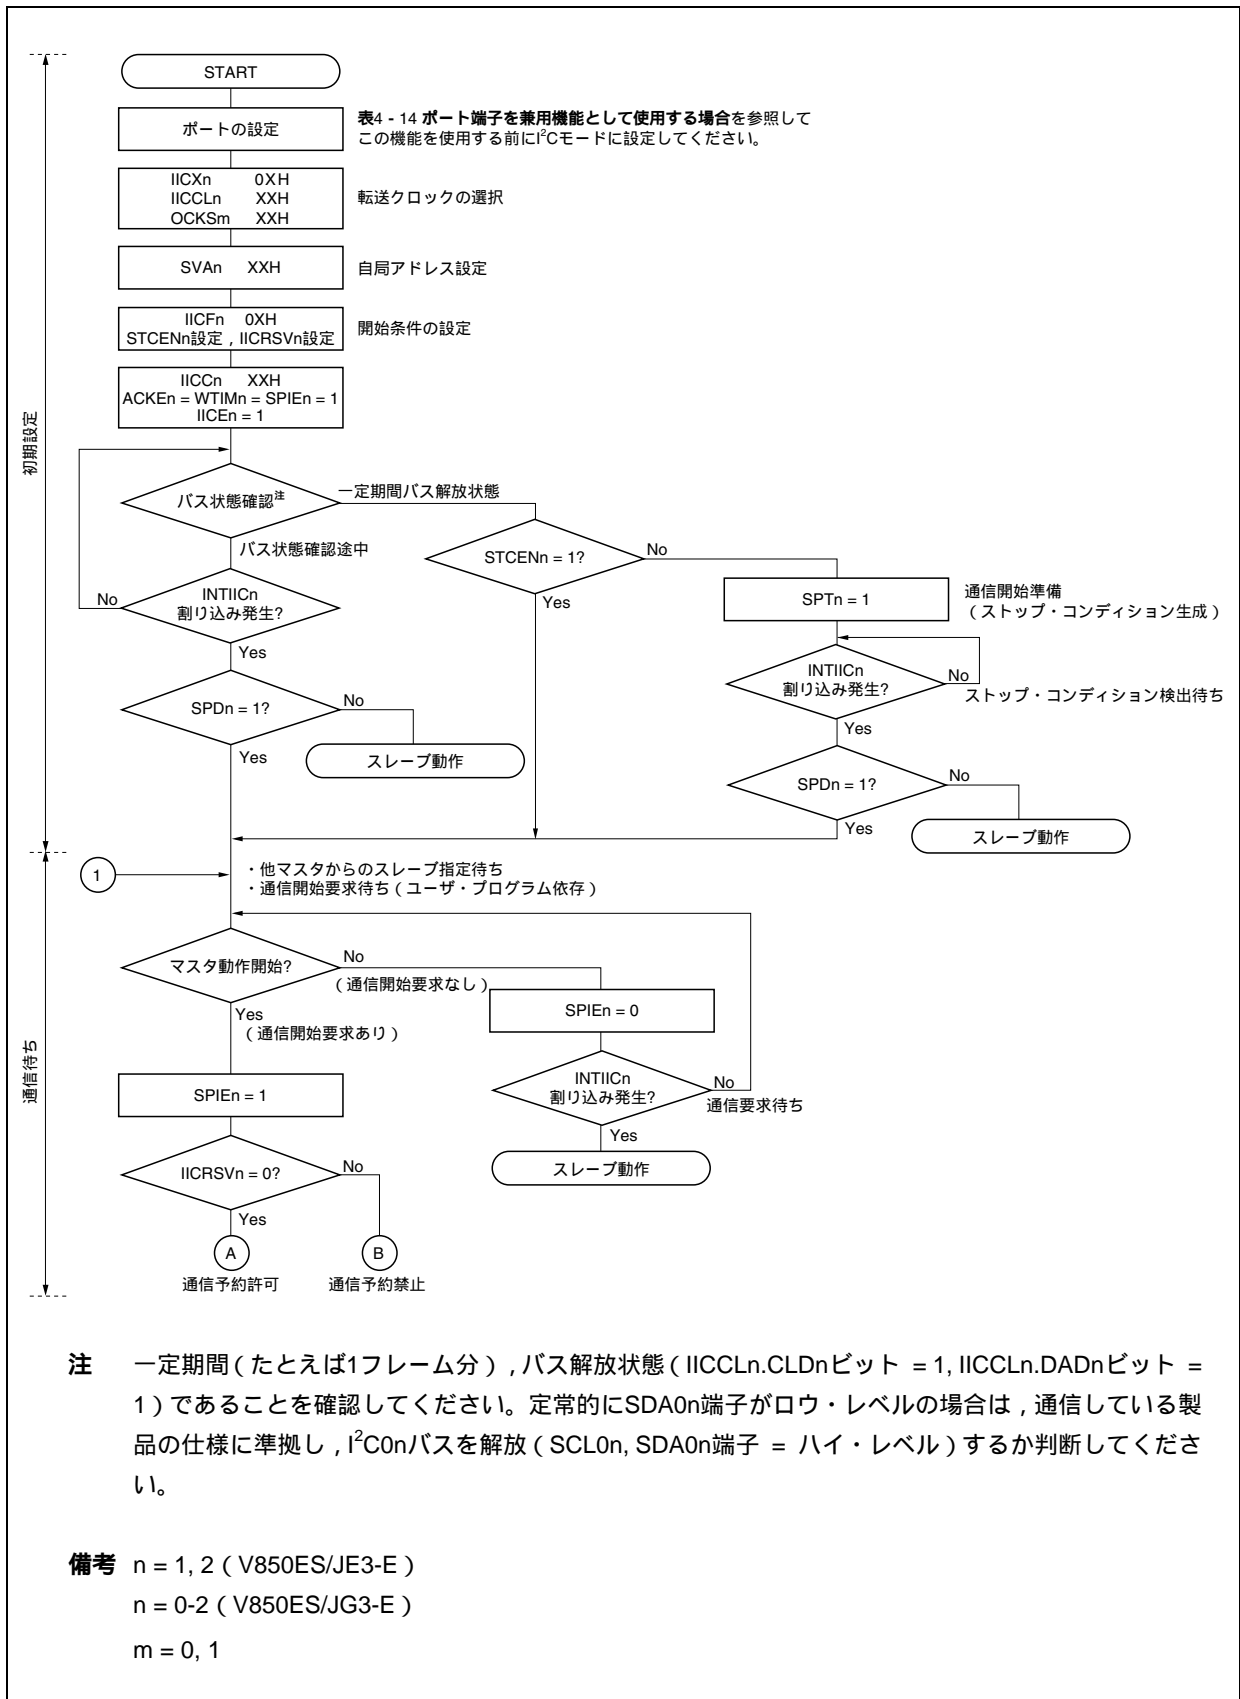 START
ポートの設定
表4 - 14 ポート端子を兼用機能として使用する場合を参照して
この機能を使用する前にI²Cモードに設定してください。
IICXn 0XH
IICCLn XXH
OCKSm XXH
転送クロックの選択
SVAn XXH
自局アドレス設定
IICFn 0XH
STCENn設定 , IICRSVn設定
開始条件の設定
IICCn XXH
ACKEn = WTIMn = SPIEn = 1
IICEn = 1
初期設定
バス状態確認注
一定期間バス解放状態
バス状態確認途中
STCENn = 1?
No
Yes
INTIICn
割り込み発生?
No
Yes
SPTn = 1
通信開始準備
( ストップ・コンディション生成 )
INTIICn
割り込み発生?
No
ストップ・コンディション検出待ち
Yes
SPDn = 1?
No
Yes
スレーブ動作
SPDn = 1?
No
Yes
スレーブ動作
1
・他マスタからのスレーブ指定待ち
・通信開始要求待ち ( ユーザ・プログラム依存 )
通信待ち
マスタ動作開始?
No
( 通信開始要求なし )
Yes
( 通信開始要求あり )
SPIEn = 0
INTIICn
割り込み発生?
No
通信要求待ち
Yes
スレーブ動作
SPIEn = 1
IICRSVn = 0?
No
Yes
A
B
通信予約許可
通信予約禁止
注 一定期間 ( たとえば1フレーム分 ) , バス解放状態 ( IICCLn.CLDnビット = 1, IICCLn.DADnビット =
1 ) であることを確認してください。定常的にSDA0n端子がロウ・レベルの場合は , 通信している製
品の仕様に準拠し , I²C0nバスを解放 ( SCL0n, SDA0n端子 = ハイ・レベル ) するか判断してくださ
い。
備考 n = 1, 2 ( V850ES/JE3-E )
n = 0-2 ( V850ES/JG3-E )
m = 0, 1